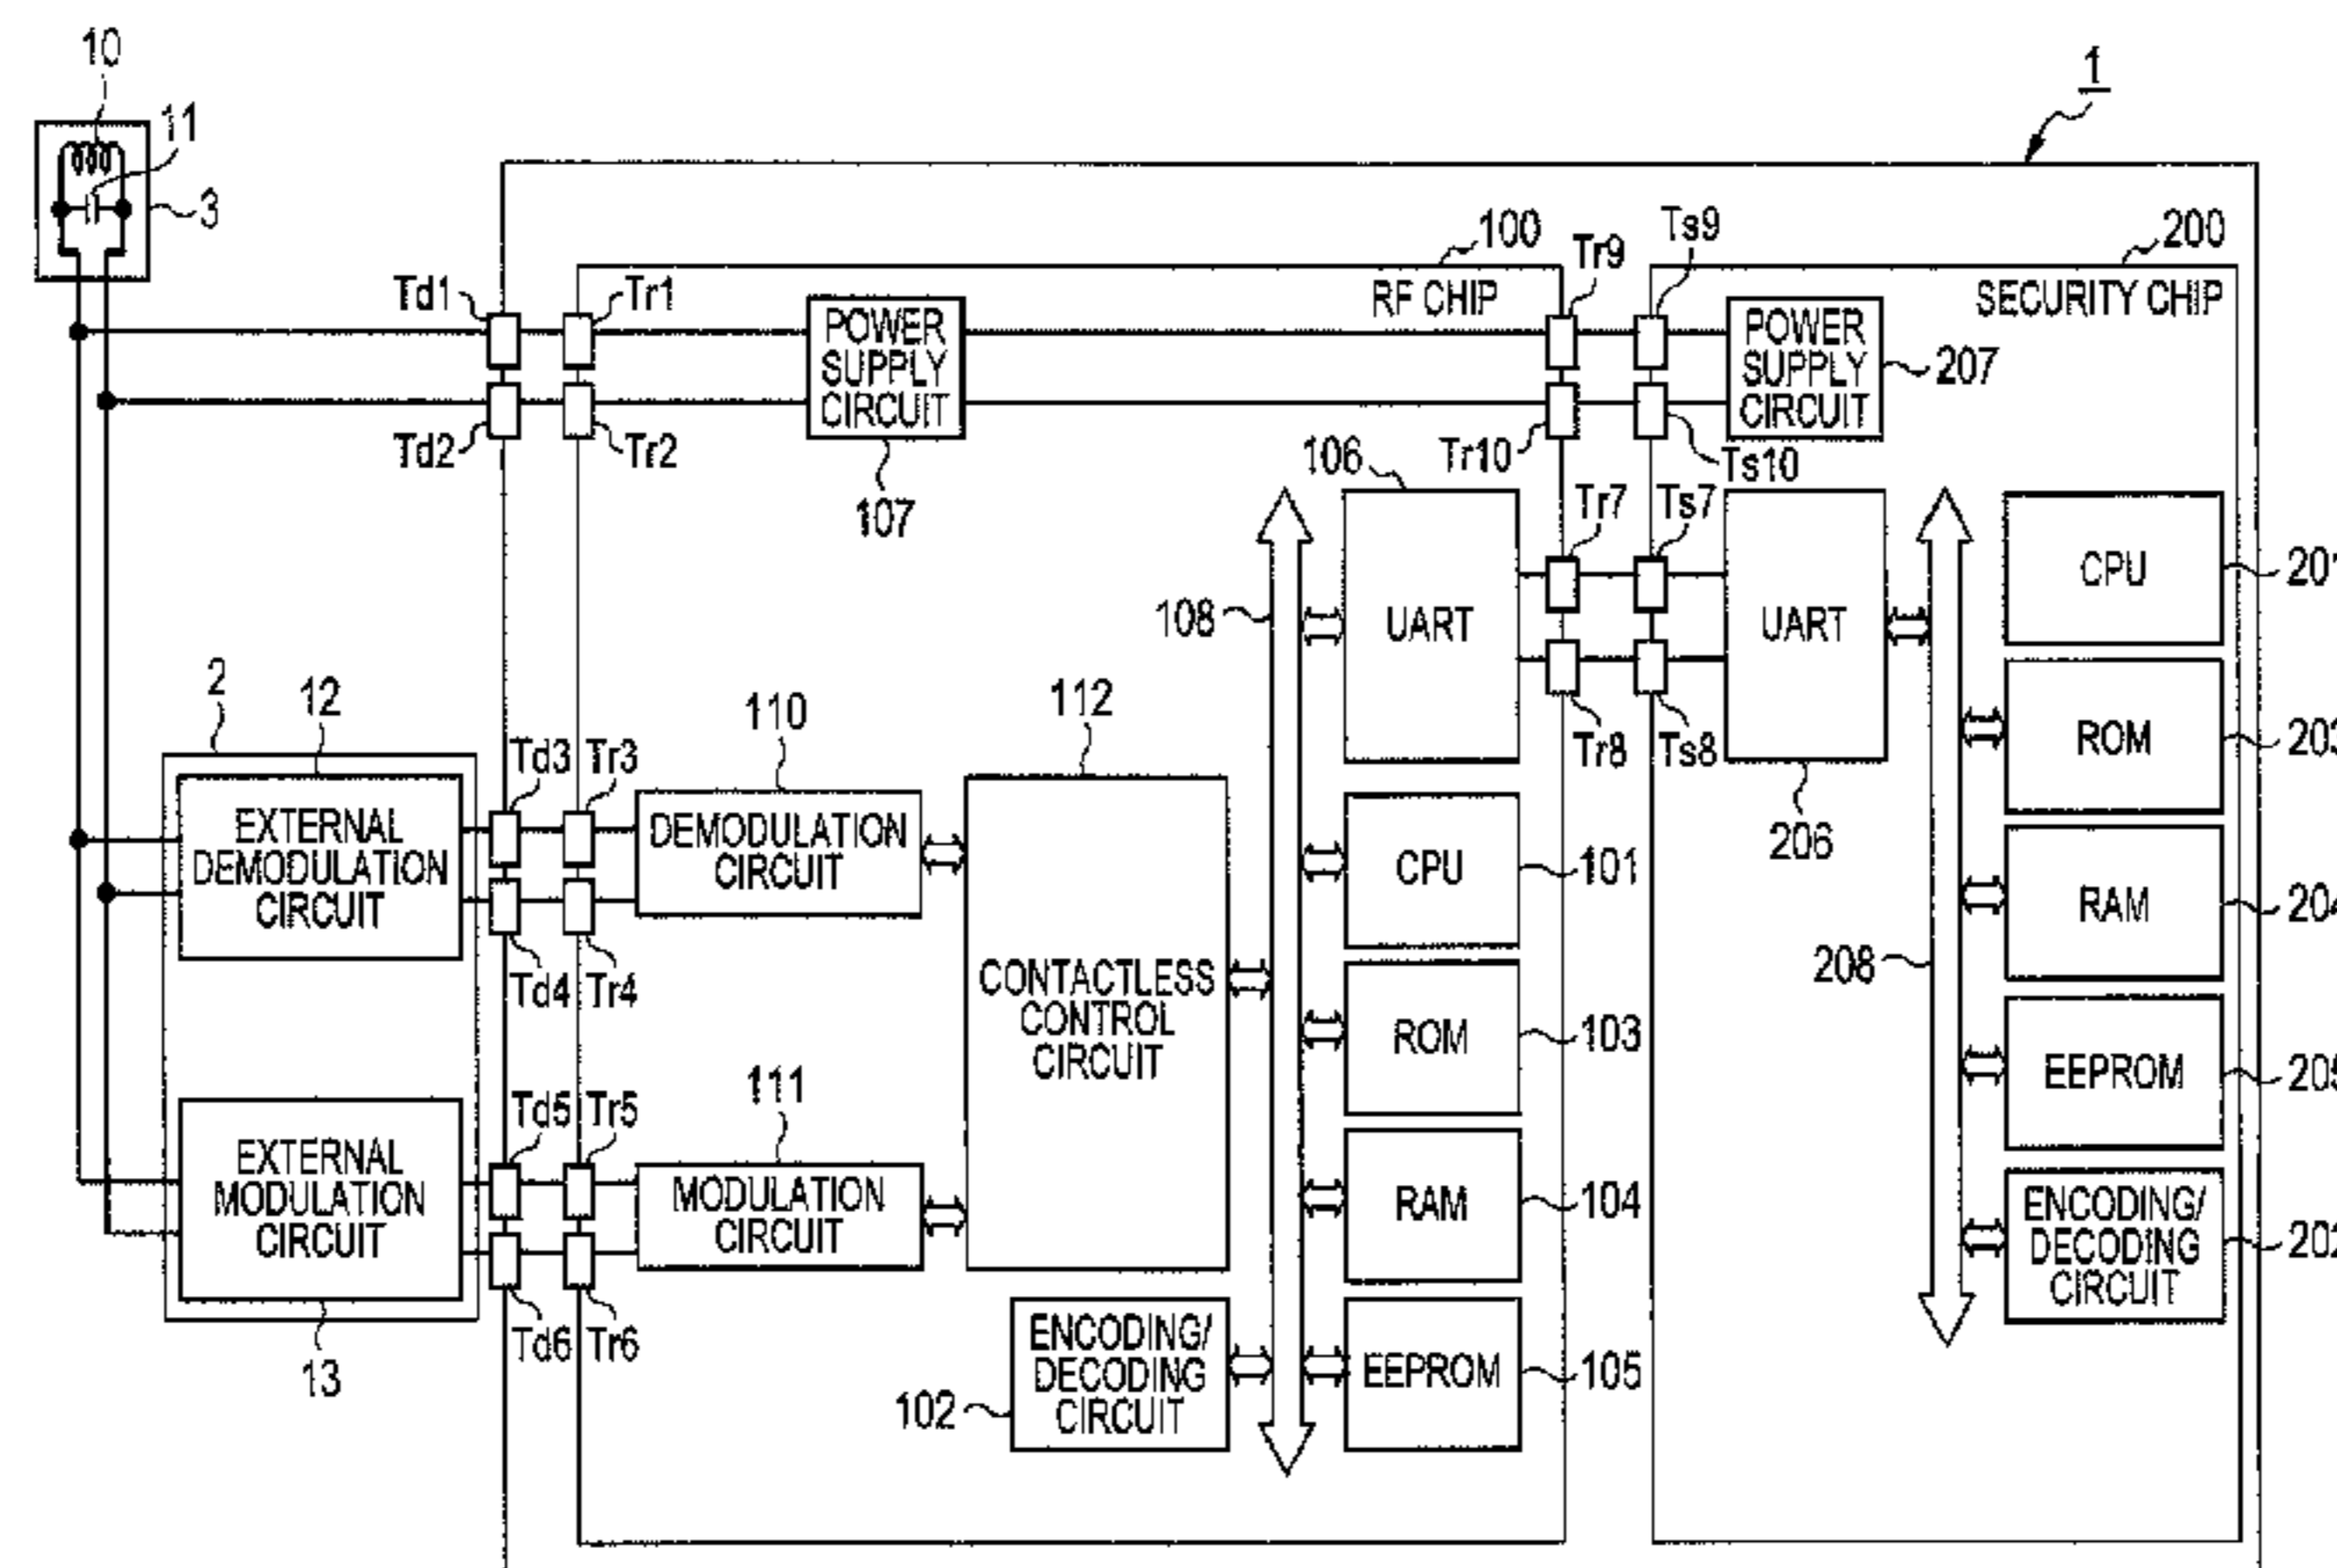 10
1
11
3
100
Tr9
Ts9
200
Td1
Tr1
RF CHIP
SECURITY CHIP
POWER
SUPPLY
CIRCUIT
POWER
SUPPLY
CIRCUIT
207
Td2
Tr2
107
Tr10
Ts10
106
Tr7
Ts7
108
UART
UART
CPU
201
2
12
110
112
Tr8
Ts8
206
ROM
203
Td3
Tr3
EXTERNAL
DEMODULATION
CIRCUIT
DEMODULATION
CIRCUIT
CPU
101
RAM
204
208
Td4
Tr4
CONTACTLESS
CONTROL
CIRCUIT
ROM
103
EEPROM
205
Td5
Tr5
111
EXTERNAL
MODULATION
CIRCUIT
MODULATION
CIRCUIT
RAM
104
ENCODING/
DECODING
CIRCUIT
202
13
Td6
Tr6
ENCODING/
DECODING
CIRCUIT
102
EEPROM
105